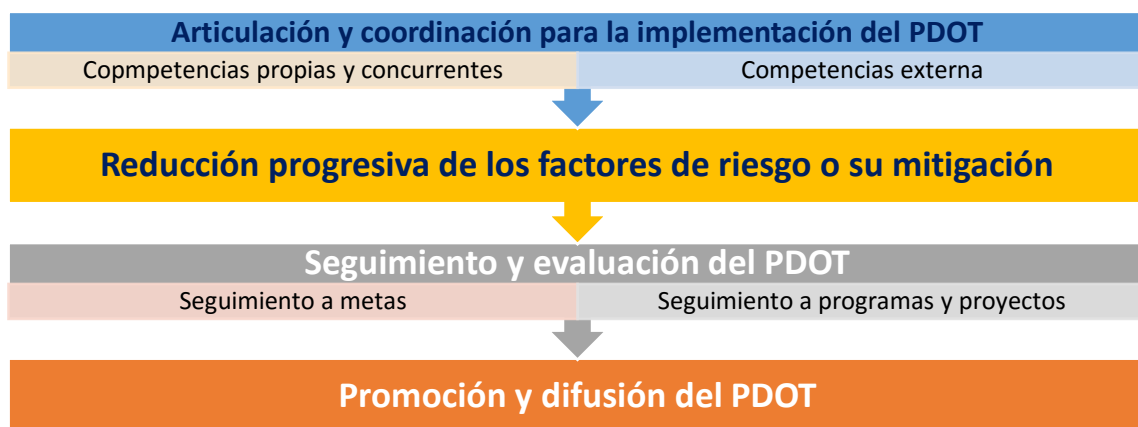 Articulación y coordinación para la implementación del PDOT
Copmpetencias propias y concurrentes
Competencias externa
Reducción progresiva de los factores de riesgo o su mitigación
Seguimiento y evaluación del PDOT
Seguimiento a metas
Seguimiento a programas y proyectos
Promoción y difusión del PDOT